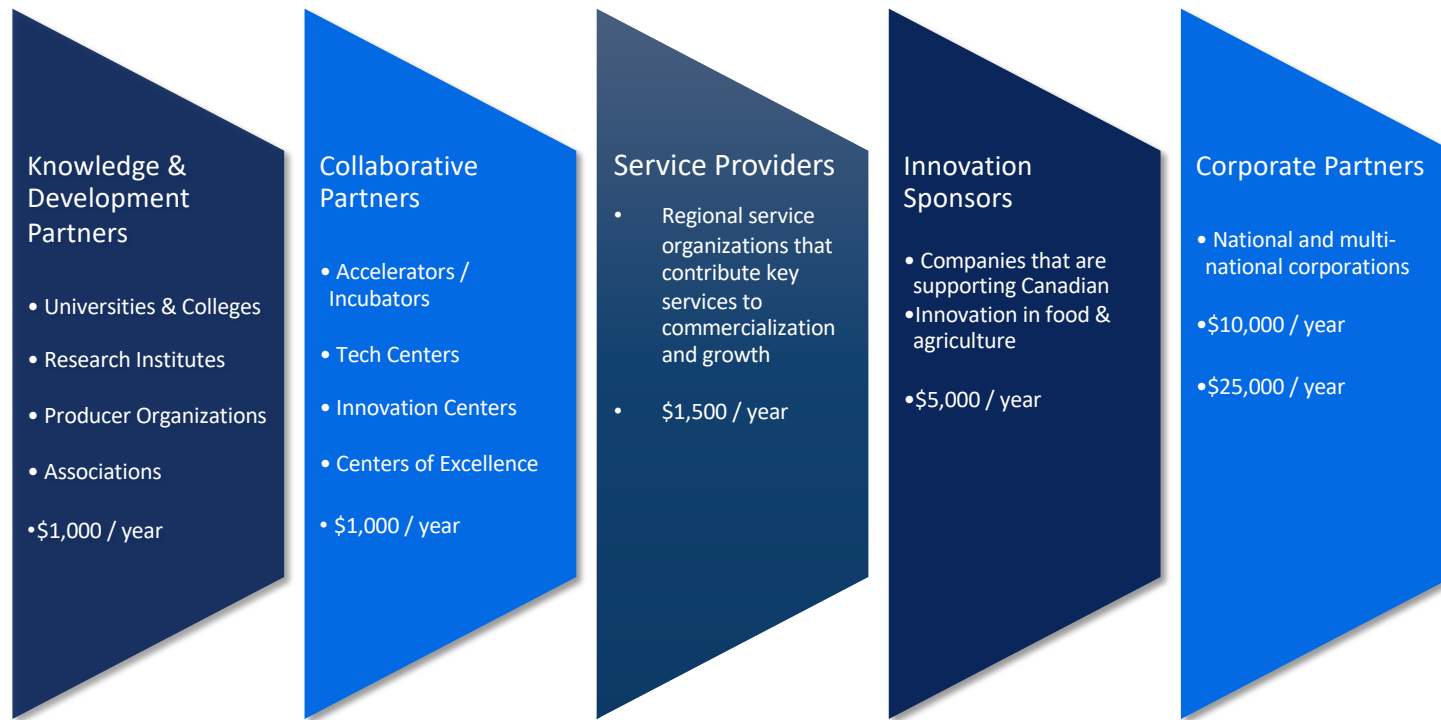 Knowledge &
Development
Partners
• Universities & Colleges
• Research Institutes
• Producer Organizations
• Associations
•$1,000 / year
Collaborative
Partners
• Accelerators /
Incubators
• Tech Centers
• Innovation Centers
• Centers of Excellence
• $1,000 / year
Service Providers
• Regional service
organizations that
contribute key
services to
commercialization
and growth
• $1,500 / year
Innovation
Sponsors
• Companies that are
supporting Canadian
•Innovation in food &
agriculture
•$5,000 / year
Corporate Partners
• National and multi-
national corporations
•$10,000 / year
•$25,000 / year